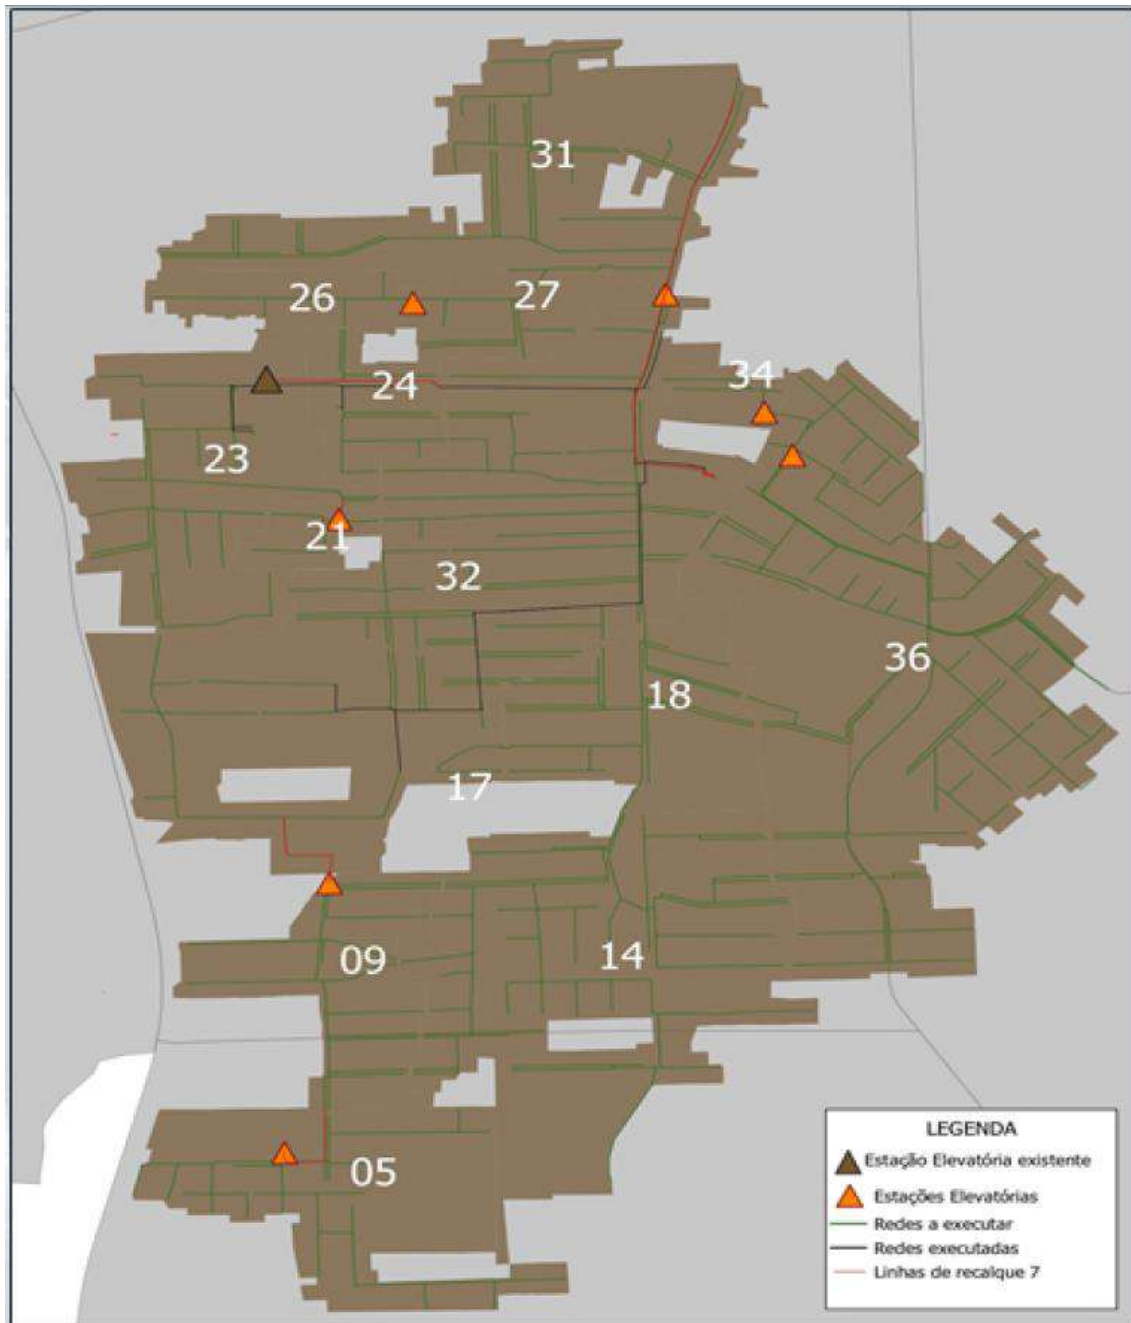 31
26
27
34
24
23
21
32
36
18
17
09
14
05
LEGENDA
Estação Elevatória existente
Estações Elevatórias
Redes a executar
Redes executadas
Linhas de recalque 7